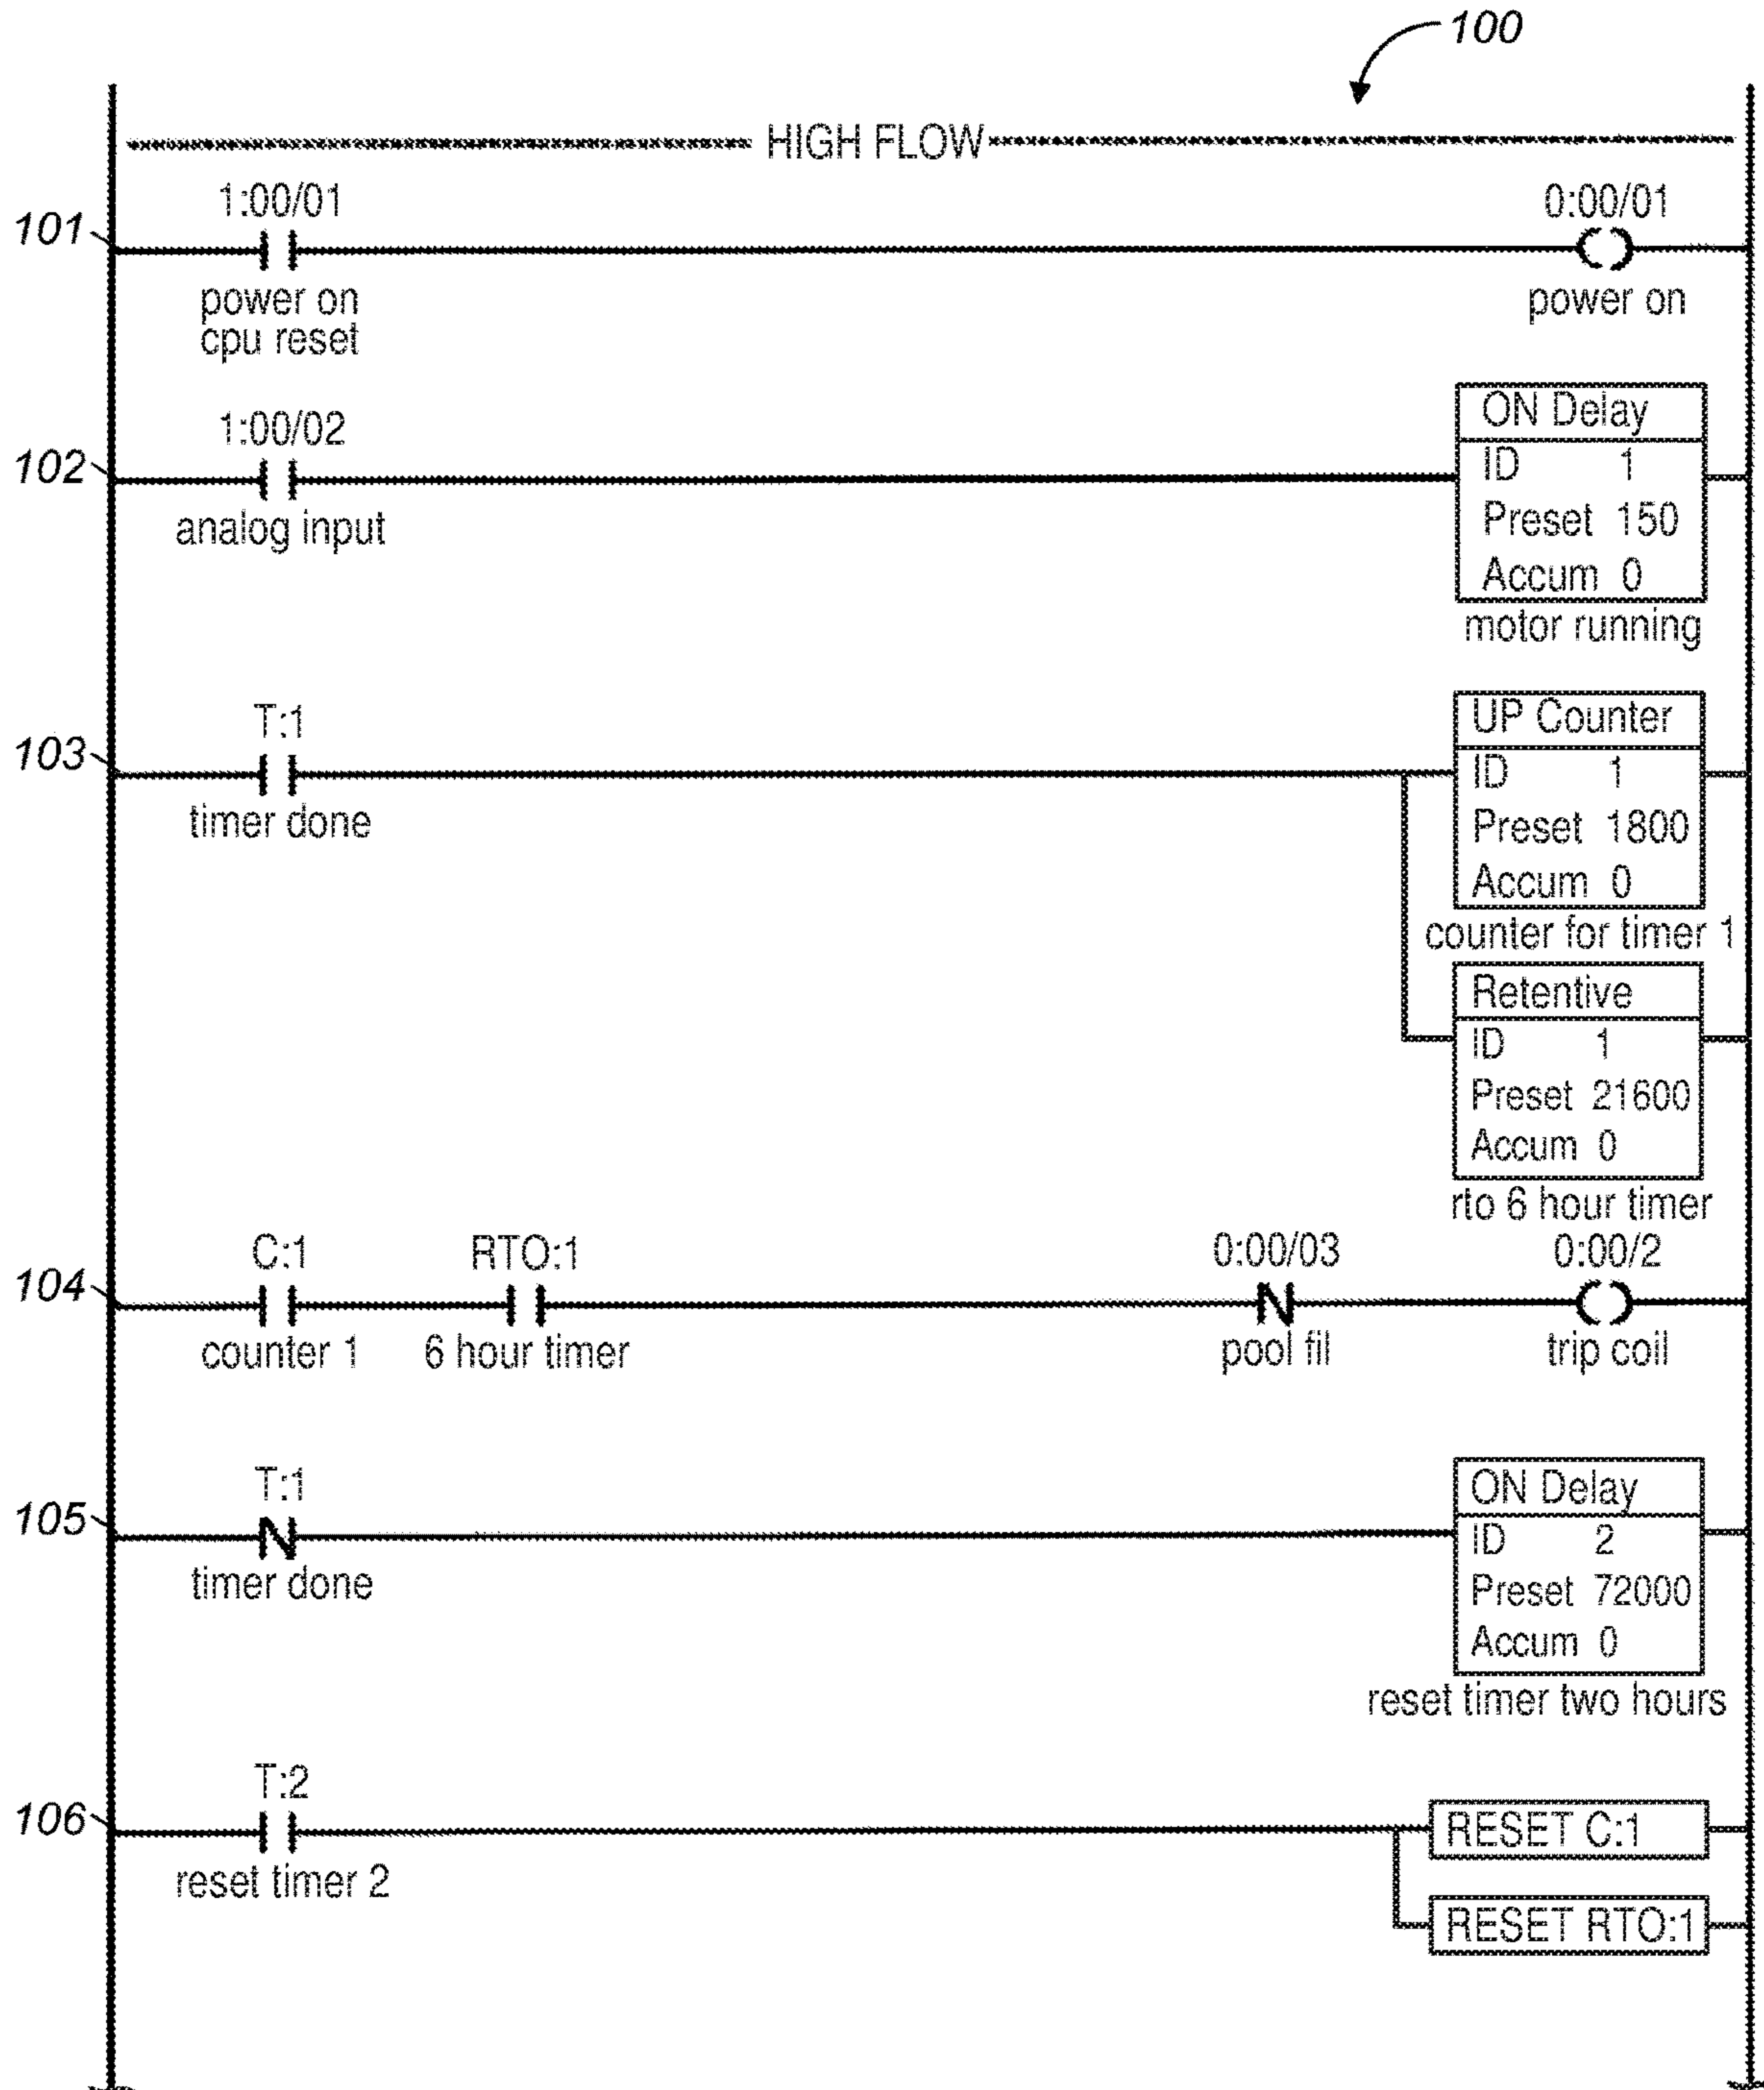 100
HIGH FLOW
101
1:00/01
power on
cpu reset
0:00/01
power on
102
1:00/02
analog input
ON Delay
ID 1
Preset 150
Accum 0
motor running
103
T:1
timer done
UP Counter
ID 1
Preset 1800
Accum 0
counter for timer 1
Retentive
ID 1
Preset 21600
Accum 0
rto 6 hour timer
104
C:1
counter 1
RTO:1
6 hour timer
0:00/03
pool fil
0:00/2
trip coil
105
T:1
timer done
ON Delay
ID 2
Preset 72000
Accum 0
reset timer two hours
106
T:2
reset timer 2
RESET C:1
RESET RTO:1